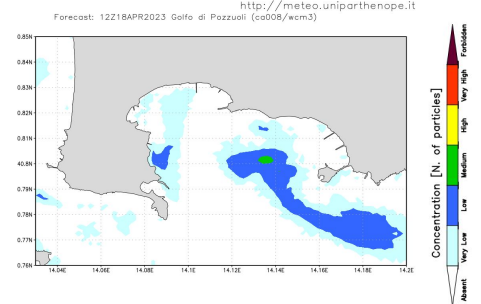 http://meteo.uniparthenope.it
Forecast: 12Z18APR2023 Golfo di Pozzuoli (ca008/wcm3)
0.85N
0.84N
0.83N
0.82N
0.81N
40.8N
0.79N
0.78N
0.77N
0.76N
14.04E
14.06E
14.08E
14.1E
14.12E
14.14E
14.16E
14.18E
14.2E
Concentration [N. of particles]
Forbidden
Very High
High
Medium
Low
Very Low
Absent